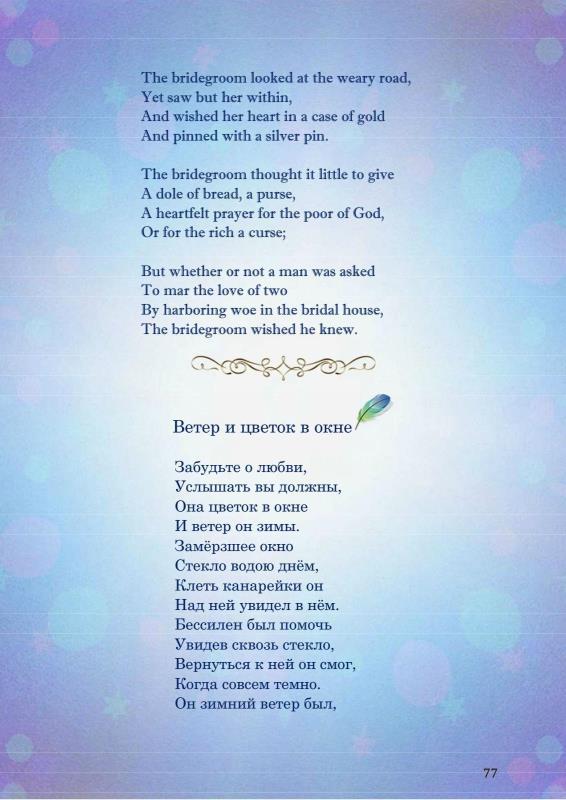 The bridegroom looked at the weary road,
Yet saw but her within,
And wished her heart in a case of gold
And pinned with a silver pin.
The bridegroom thought it little to give
A dole of bread, a purse,
A heartfelt prayer for the poor of God,
Or for the rich a curse;
But whether or not a man was asked
To mar the love of two
By harboring woe in the bridal house,
The bridegroom wished he knew.
Ветер и цветок в окне
Забудьте о любви,
Услышать вы должны,
Она цветок в окне
И ветер он зимы.
Замёрзшее окно
Стекло водою днём,
Клеть канарейки он
Над ней увидел в нём.
Бессилен был помочь
Увидев сквозь стекло,
Вернуться к ней он смог,
Когда совсем темно.
Он зимний ветер был,
77